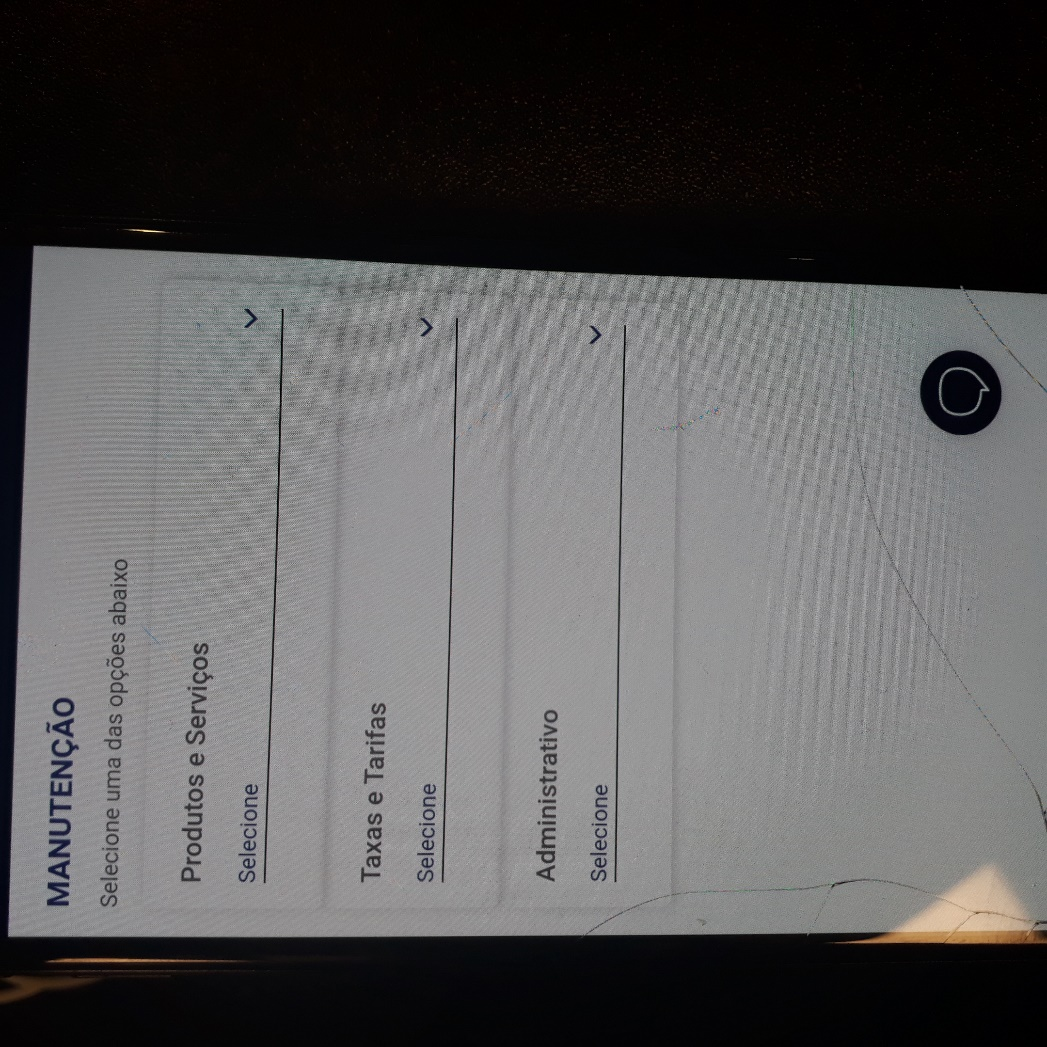 MANUTENÇÃO
Selecione uma das opções abaixo
Produtos e Serviços
Selecione
Taxas e Tarifas
Selecione
Administrativo
Selecione